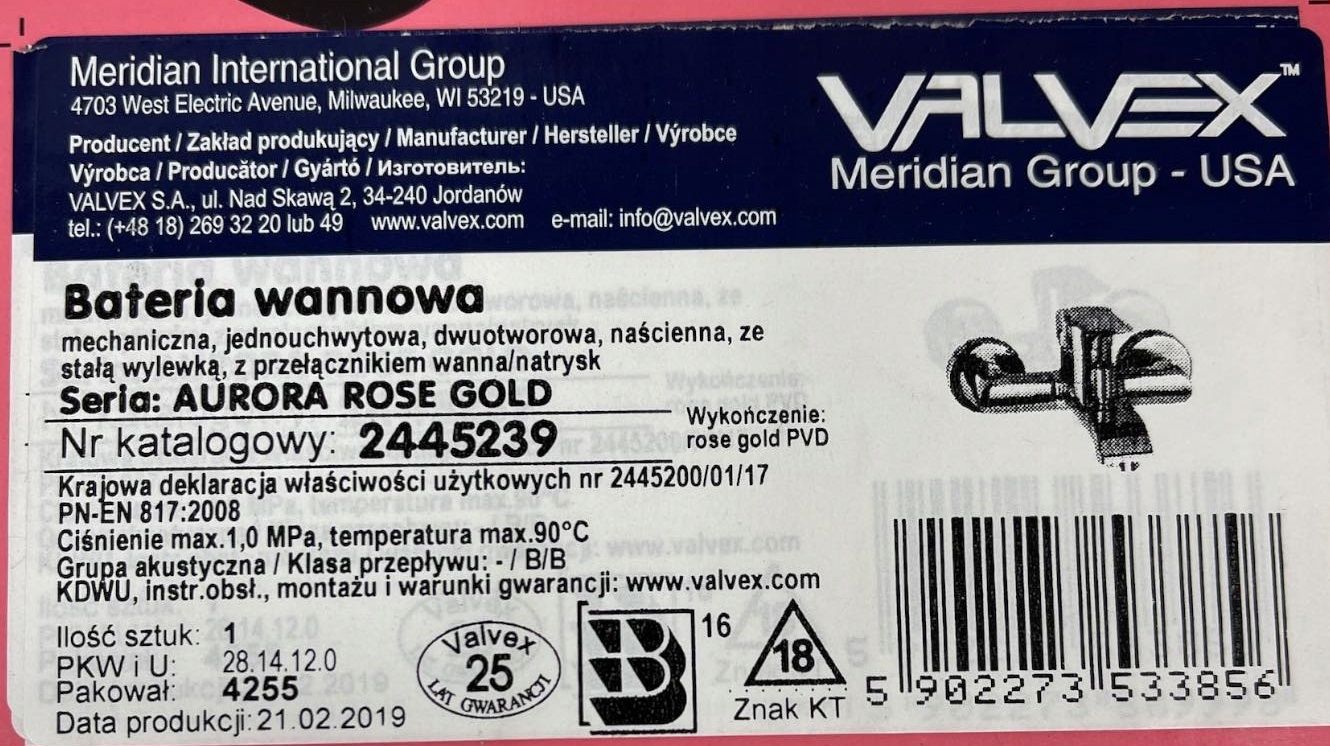 Meridian International Group
4703 West Electric Avenue, Milwaukee, WI 53219 - USA
Producent / Zakład produkujący / Manufacturer / Hersteller / Výrobce
Výrobca / Producător / Gyártó / Изготовитель:
VALVEX S.A., ul. Nad Skawą 2, 34-240 Jordanów
tel.: (+48 18) 269 32 20 lub 49 www.valvex.com e-mail: info@valvex.com
VALVEX™
Meridian Group - USA
Bateria wannowa
mechaniczna, jednouchwytowa, dwuotworowa, naścienna, ze
stałą wylewką, z przełącznikiem wanna/natrysk
Seria: AURORA ROSE GOLD
Nr katalogowy: 2445239
Wykończenie:
rose gold PVD
Krajowa deklaracja właściwości użytkowych nr 2445200/01/17
PN-EN 817:2008
Ciśnienie max.1,0 MPa, temperatura max.90°C
Grupa akustyczna / Klasa przepływu: - / B/B
KDWU, instr.obsł., montażu i warunki gwarancji: www.valvex.com
Ilość sztuk: 1
PKW i U: 28.14.12.0
Pakował: 4255
Data produkcji: 21.02.2019
Valvex
25
LAT GWARANCJI
B
16
18
Znak KT
5 902273 533856